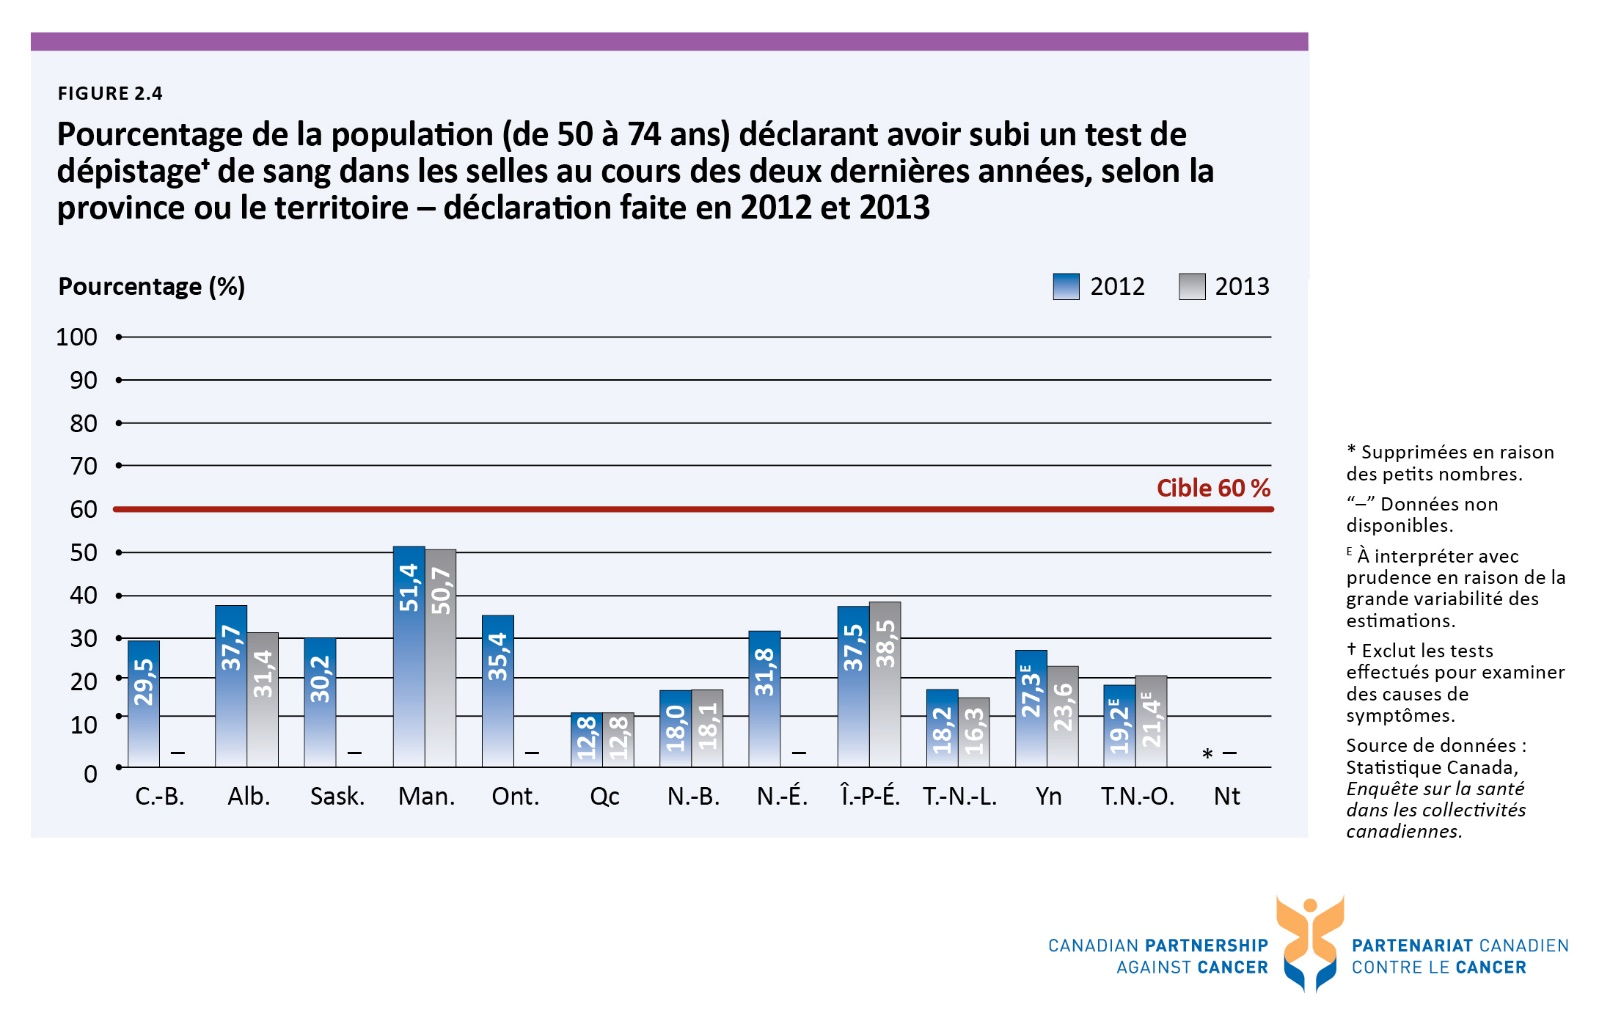 FIGURE 2.4
Pourcentage de la population (de 50 à 74 ans) déclarant avoir subi un test de
dépistage† de sang dans les selles au cours des deux dernières années, selon la
province ou le territoire – déclaration faite en 2012 et 2013
Pourcentage (%)
2012 2013
100
90
80
70
Cible 60 %
60
50
40
30
20
10
0
29,5 –
37,7 31,4
30,2 –
51,4 50,7
35,4 –
12,8 12,8
18,0 18,1
31,8 –
37,5 38,5
18,2 16,3
27,3ᴱ 23,6
19,2ᴱ 21,4ᴱ
* –
C.-B. Alb. Sask. Man. Ont. Qc N.-B. N.-É. Î.-P-É. T.-N.-L. Yn T.N.-O. Nt
* Supprimées en raison
des petits nombres.
“–” Données non
disponibles.
ᴱ À interpréter avec
prudence en raison de la
grande variabilité des
estimations.
† Exclut les tests
effectués pour examiner
des causes de
symptômes.
Source de données :
Statistique Canada,
Enquête sur la santé
dans les collectivités
canadiennes.
CANADIAN PARTNERSHIP
AGAINST CANCER
PARTENARIAT CANADIEN
CONTRE LE CANCER